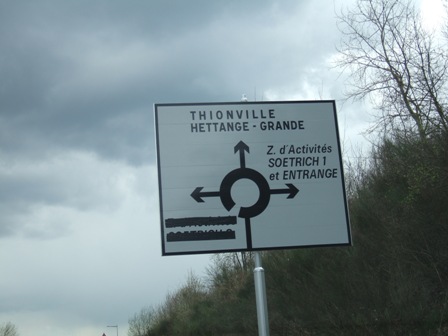 THIONVILLE
HETTANGE - GRANDE
Z. d'Activités
SOETRICH 1
et ENTRANGE